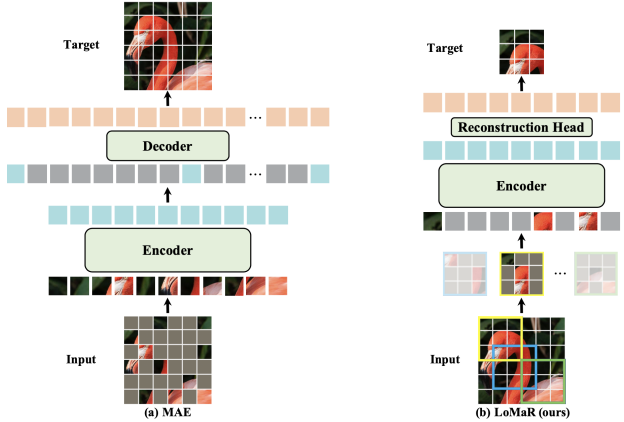 Target
...
Decoder
...
Encoder
Input
(a) MAE
Target
Reconstruction Head
Encoder
...
Input
(b) LoMaR (ours)